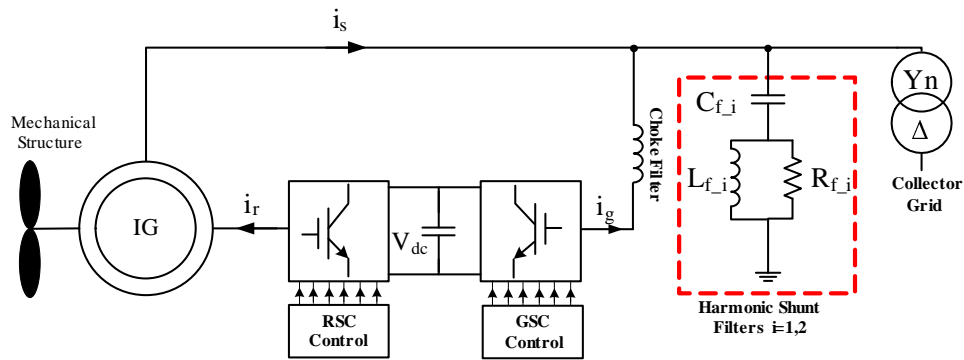 i_s
Mechanical
Structure
IG
i_r
V_dc
i_g
RSC
Control
GSC
Control
Choke Filter
C_f_i
L_f_i
R_f_i
Harmonic Shunt
Filters i=1,2
Yn
Δ
Collector
Grid